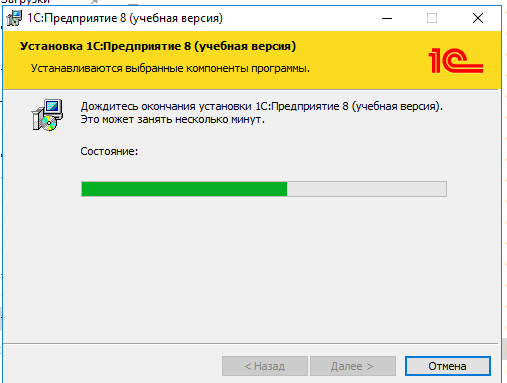 Загрузки
1С:Предприятие 8 (учебная версия)
Установка 1С:Предприятие 8 (учебная версия)
Устанавливаются выбранные компоненты программы.
1С
Дождитесь окончания установки 1С:Предприятие 8 (учебная версия).
Это может занять несколько минут.
Состояние:
< Назад
Далее >
Отмена